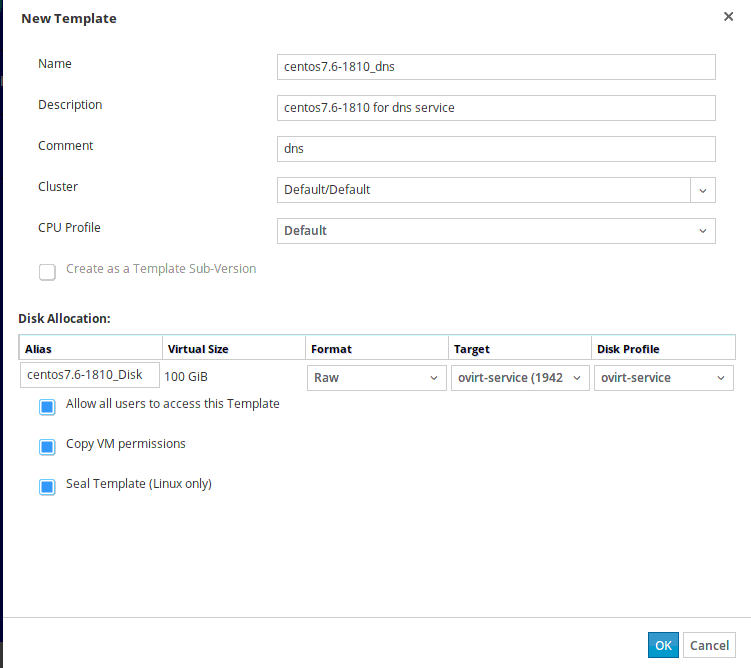 New Template
Name
centos7.6-1810_dns
Description
centos7.6-1810 for dns service
Comment
dns
Cluster
Default/Default
CPU Profile
Default
Create as a Template Sub-Version
Disk Allocation:
Alias Virtual Size Format Target Disk Profile
centos7.6-1810_Disk 100 GiB Raw ovirt-service (1942 ovirt-service
Allow all users to access this Template
Copy VM permissions
Seal Template (Linux only)
OK Cancel